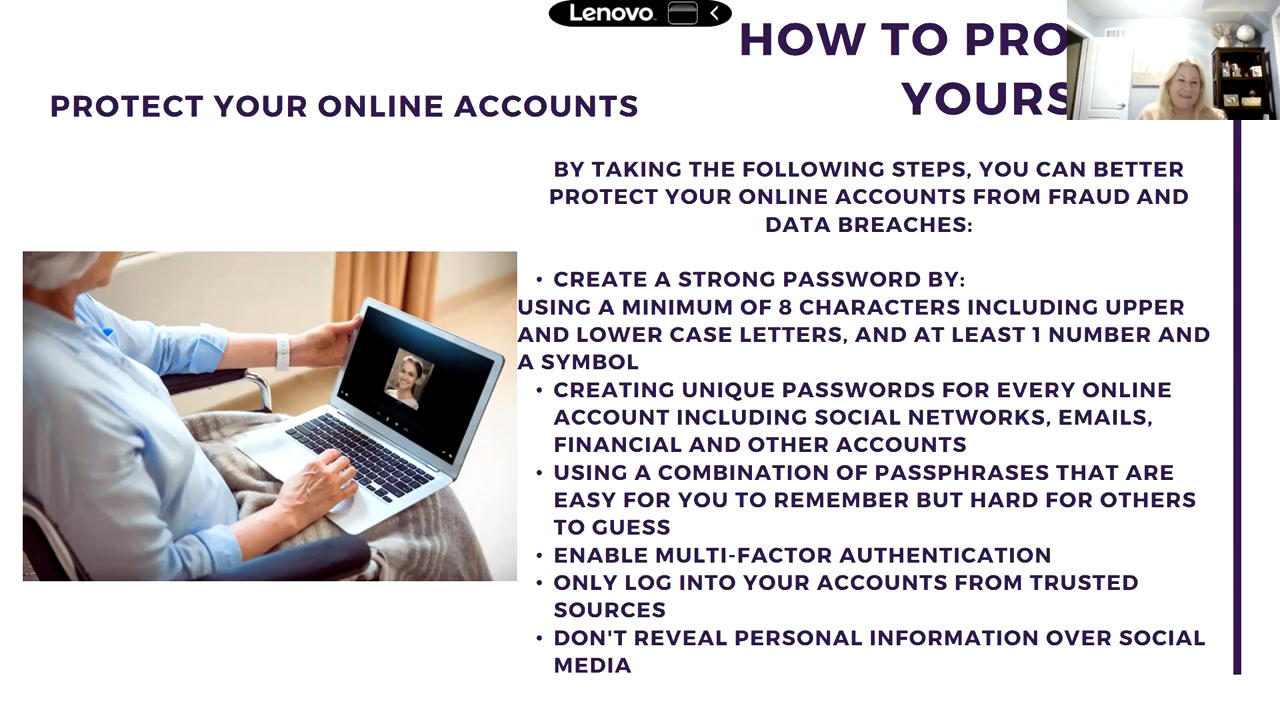 Lenovo
HOW TO PRO
YOURS
PROTECT YOUR ONLINE ACCOUNTS
BY TAKING THE FOLLOWING STEPS, YOU CAN BETTER
PROTECT YOUR ONLINE ACCOUNTS FROM FRAUD AND
DATA BREACHES:
• CREATE A STRONG PASSWORD BY:
USING A MINIMUM OF 8 CHARACTERS INCLUDING UPPER
AND LOWER CASE LETTERS, AND AT LEAST 1 NUMBER AND
A SYMBOL
• CREATING UNIQUE PASSWORDS FOR EVERY ONLINE
ACCOUNT INCLUDING SOCIAL NETWORKS, EMAILS,
FINANCIAL AND OTHER ACCOUNTS
• USING A COMBINATION OF PASSPHRASES THAT ARE
EASY FOR YOU TO REMEMBER BUT HARD FOR OTHERS
TO GUESS
• ENABLE MULTI-FACTOR AUTHENTICATION
• ONLY LOG INTO YOUR ACCOUNTS FROM TRUSTED
SOURCES
• DON'T REVEAL PERSONAL INFORMATION OVER SOCIAL
MEDIA